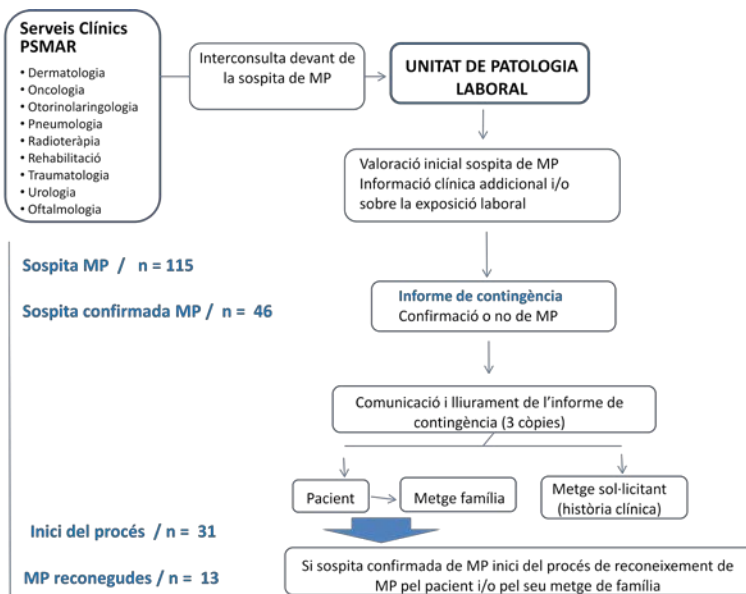 Serveis Clínics
PSMAR
• Dermatologia
• Oncologia
• Otorinolaringologia
• Pneumologia
• Radioteràpia
• Rehabilitació
• Traumatologia
• Urologia
• Oftalmologia
Interconsulta devant de
la sospita de MP
UNITAT DE PATOLOGIA
LABORAL
Valoració inicial sospita de MP
Informació clínica addicional i/o
sobre la exposició laboral
Sospita MP / n = 115
Sospita confirmada MP / n = 46
Informe de contingència
Confirmació o no de MP
Comunicació i lliurament de l’informe de
contingència (3 còpies)
Pacient
Metge família
Metge sol·licitant
(història clínica)
Inici del procés / n = 31
MP reconegudes / n = 13
Si sospita confirmada de MP inici del procés de reconeixement de
MP pel pacient i/o pel seu metge de família